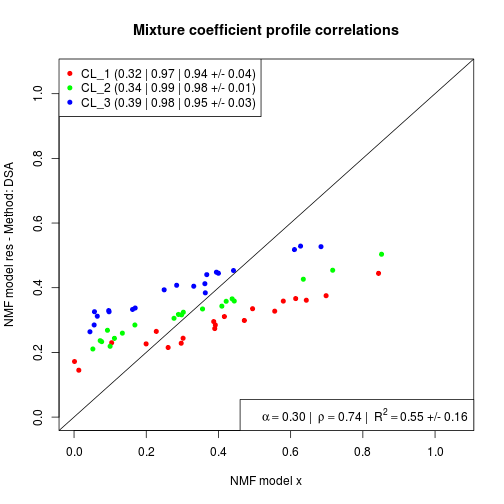 Mixture coefficient profile correlations
NMF model res - Method: DSA
1.0
0.8
0.6
0.4
0.2
0.0
CL_1 (0.32 | 0.97 | 0.94 +/- 0.04)
CL_2 (0.34 | 0.99 | 0.98 +/- 0.01)
CL_3 (0.39 | 0.98 | 0.95 +/- 0.03)
α = 0.30 | ρ = 0.74 | R² = 0.55 +/- 0.16
0.0 0.2 0.4 0.6 0.8 1.0
NMF model x